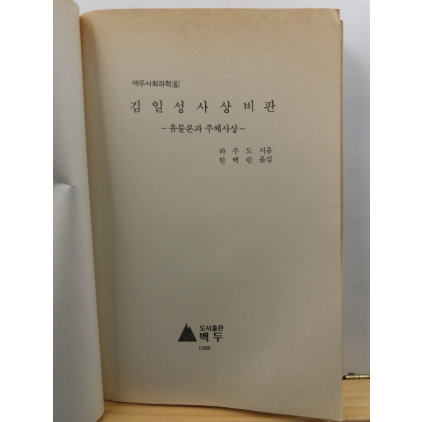 백두사회과학 6
김일성사상비판
-유물론과 주체사상-
하수도 지음
한백린 옮김
도서출판
백두
1988